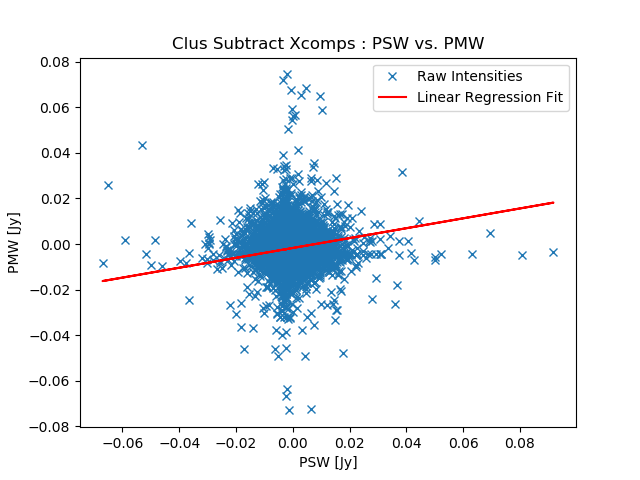 Clus Subtract Xcomps : PSW vs. PMW
Raw Intensities
Linear Regression Fit
PMW [Jy]
0.08
0.06
0.04
0.02
0.00
−0.02
−0.04
−0.06
−0.08
−0.06 −0.04 −0.02 0.00 0.02 0.04 0.06 0.08
PSW [Jy]